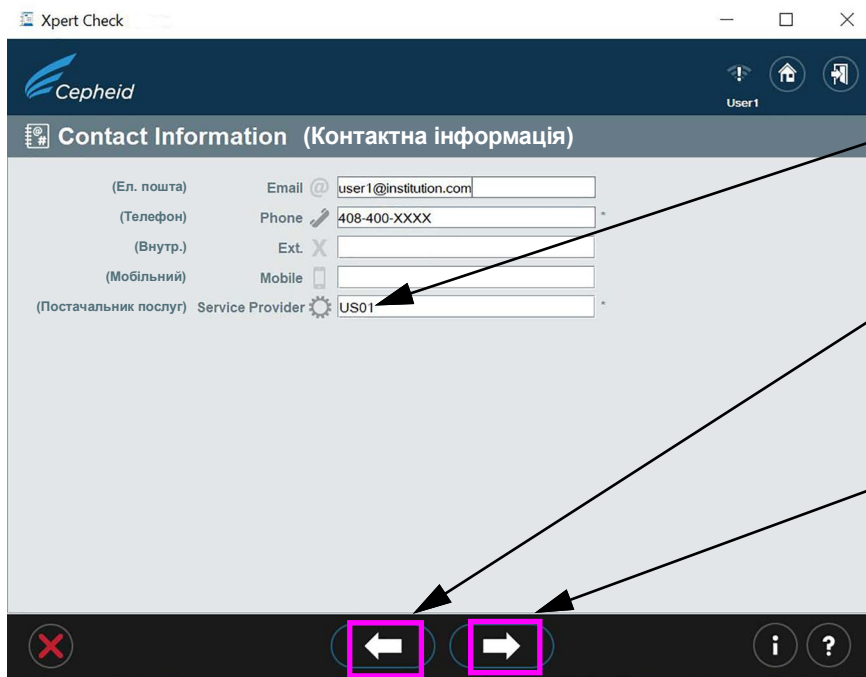 Xpert Check
Cepheid
User1
Contact Information (Контактна інформація)
(Ел. пошта) Email user1@institution.com
(Телефон) Phone 408-400-XXXX *
(Внутр.) Ext.
(Мобільний) Mobile
(Постачальник послуг) Service Provider US01 *